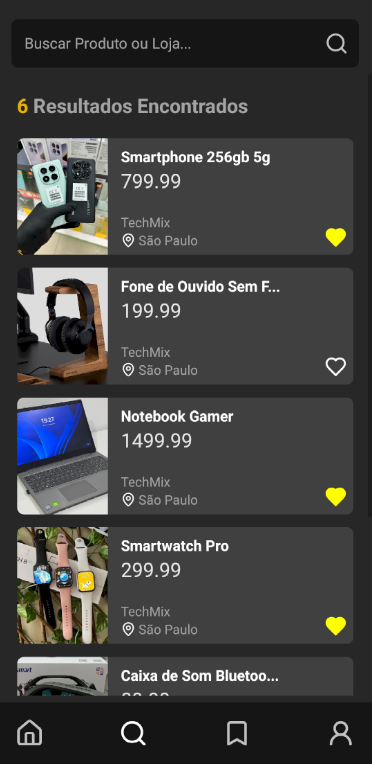 Buscar Produto ou Loja...
6 Resultados Encontrados
Smartphone 256gb 5g
799.99
TechMix
São Paulo
Fone de Ouvido Sem F...
199.99
TechMix
São Paulo
Notebook Gamer
1499.99
TechMix
São Paulo
Smartwatch Pro
299.99
TechMix
São Paulo
Caixa de Som Bluetoo...